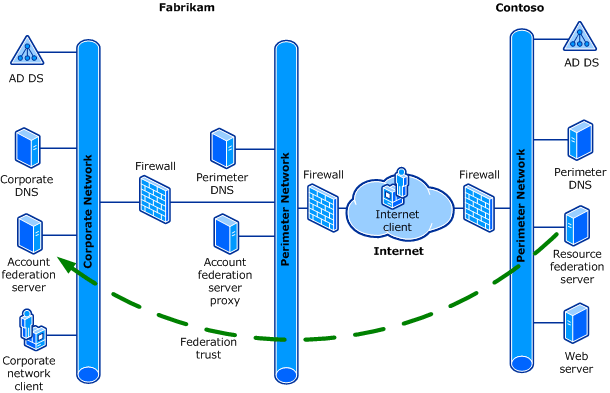 Fabrikam
Contoso
AD DS
AD DS
Corporate
DNS
Firewall
Perimeter
DNS
Firewall
Internet
client
Internet
Firewall
Perimeter
DNS
Corporate Network
Perimeter Network
Perimeter Network
Account
federation
server
Account
federation
server
proxy
Resource
federation
server
Federation
trust
Corporate
network
client
Web
server